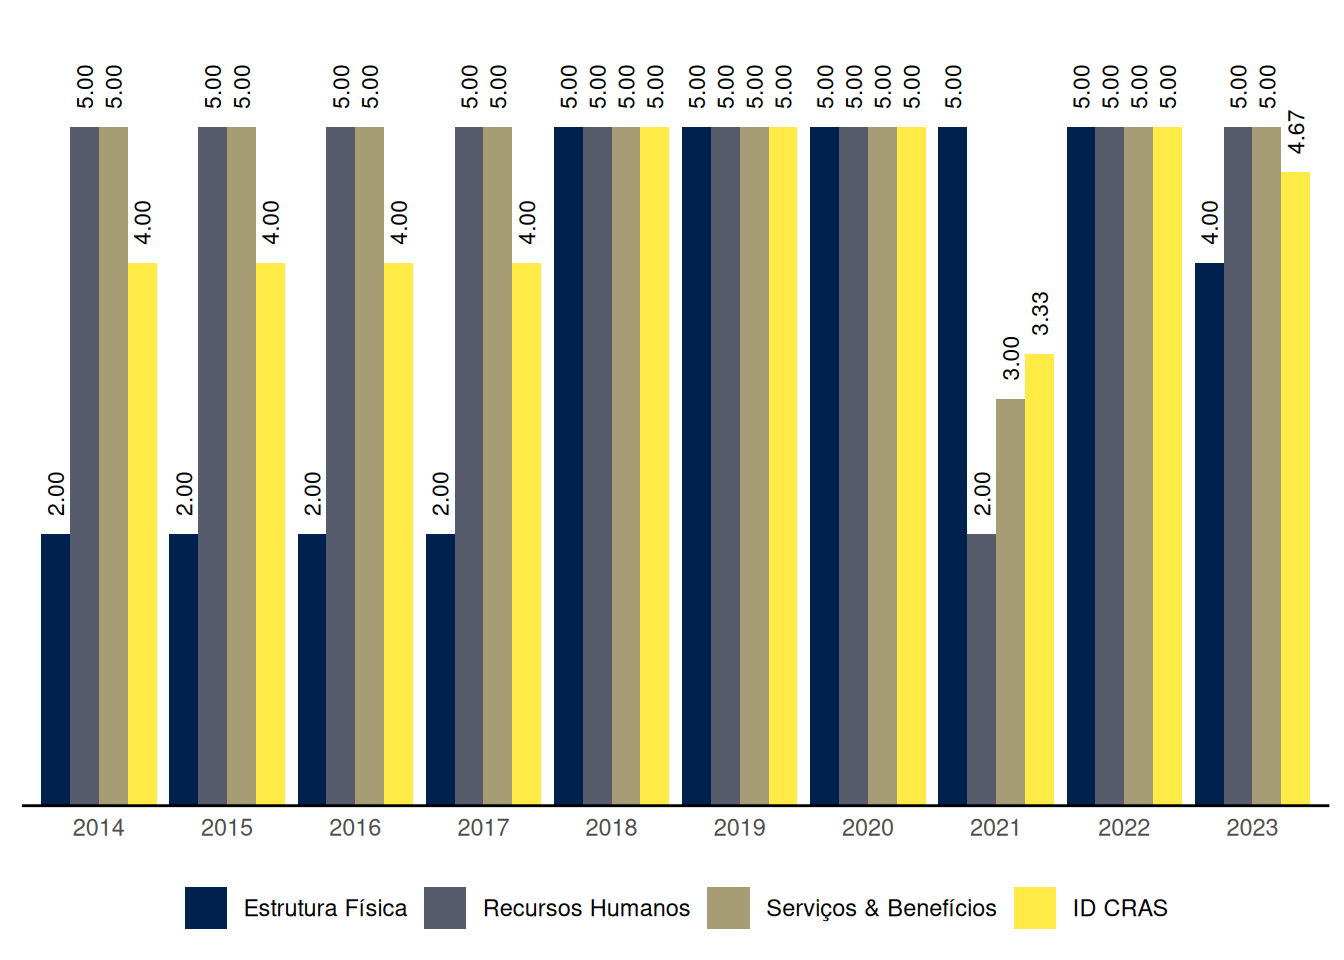 2.00 5.00 5.00 4.00 2.00 5.00 5.00 4.00 2.00 5.00 5.00 4.00 2.00 5.00 5.00 4.00 5.00 5.00 5.00 5.00 5.00 5.00 5.00 5.00 5.00 5.00 5.00 5.00 5.00 2.00 3.00 3.33 5.00 5.00 5.00 5.00 4.00 5.00 5.00 4.67
2014 2015 2016 2017 2018 2019 2020 2021 2022 2023
Estrutura Física Recursos Humanos Serviços & Benefícios ID CRAS